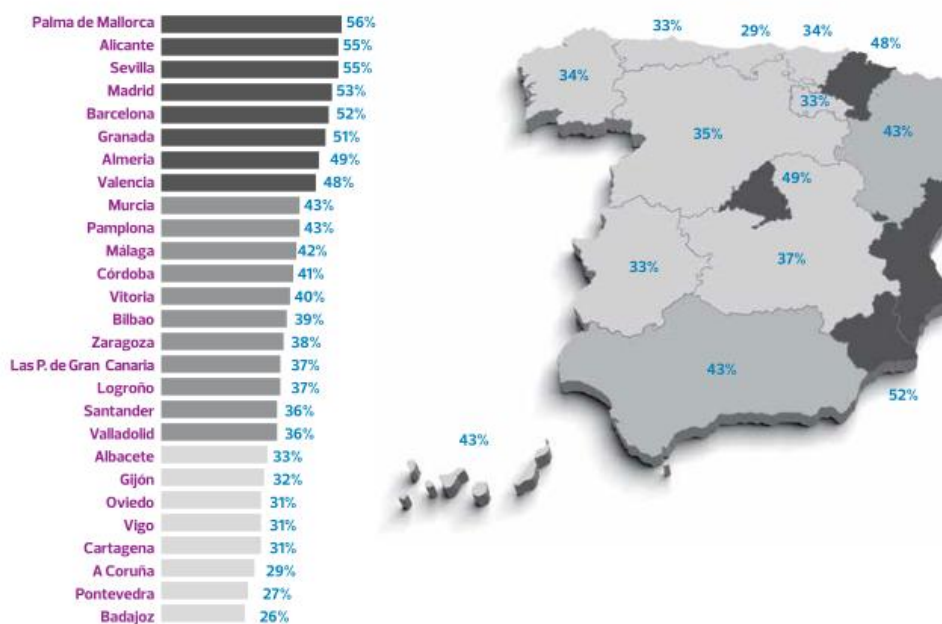 Palma de Mallorca 56%
Alicante 55%
Sevilla 55%
Madrid 53%
Barcelona 52%
Granada 51%
Almeria 49%
Valencia 48%
Murcia 43%
Pamplona 43%
Málaga 42%
Córdoba 41%
Vitoria 40%
Bilbao 39%
Zaragoza 38%
Las P. de Gran Canaria 37%
Logroño 37%
Santander 36%
Valladolid 36%
Albacete 33%
Gijón 32%
Oviedo 31%
Vigo 31%
Cartagena 31%
A Coruña 29%
Pontevedra 27%
Badajoz 26%
33% 29% 34% 48%
34%
33%
35% 43%
49%
33% 37%
43%
52%
43%